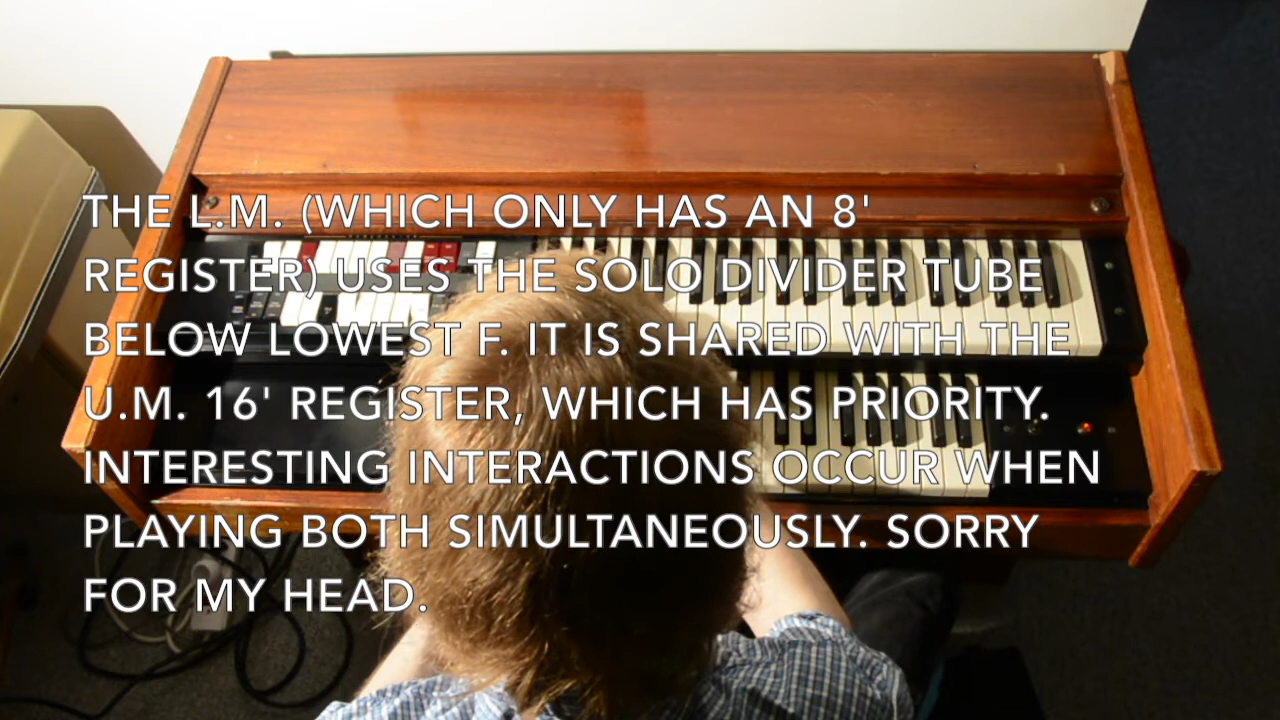 THE L.M. (WHICH ONLY HAS AN 8'
REGISTER) USES THE SOLO DIVIDER TUBE
BELOW LOWEST F. IT IS SHARED WITH THE
U.M. 16' REGISTER, WHICH HAS PRIORITY.
INTERESTING INTERACTIONS OCCUR WHEN
PLAYING BOTH SIMULTANEOUSLY. SORRY
FOR MY HEAD.